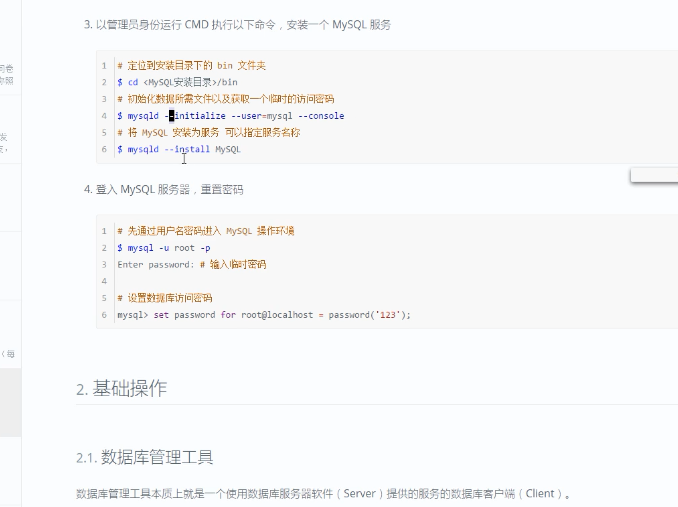 3. 以管理员身份运行 CMD 执行以下命令，安装一个 MySQL 服务
1 # 定位到安装目录下的 bin 文件夹
2 $ cd <MySQL安装目录>/bin
3 # 初始化数据所需文件以及获取一个临时的访问密码
4 $ mysqld --initialize --user=mysql --console
5 # 将 MySQL 安装为服务 可以指定服务名称
6 $ mysqld --install MySQL
4. 登入 MySQL 服务器，重置密码
1 # 先通过用户名密码进入 MySQL 操作环境
2 $ mysql -u root -p
3 Enter password: # 输入临时密码
4
5 # 设置数据库访问密码
6 mysql> set password for root@localhost = password('123');
2. 基础操作
2.1. 数据库管理工具
数据库管理工具本质上就是一个使用数据库服务器软件（Server）提供的服务的数据库客户端（Client）。